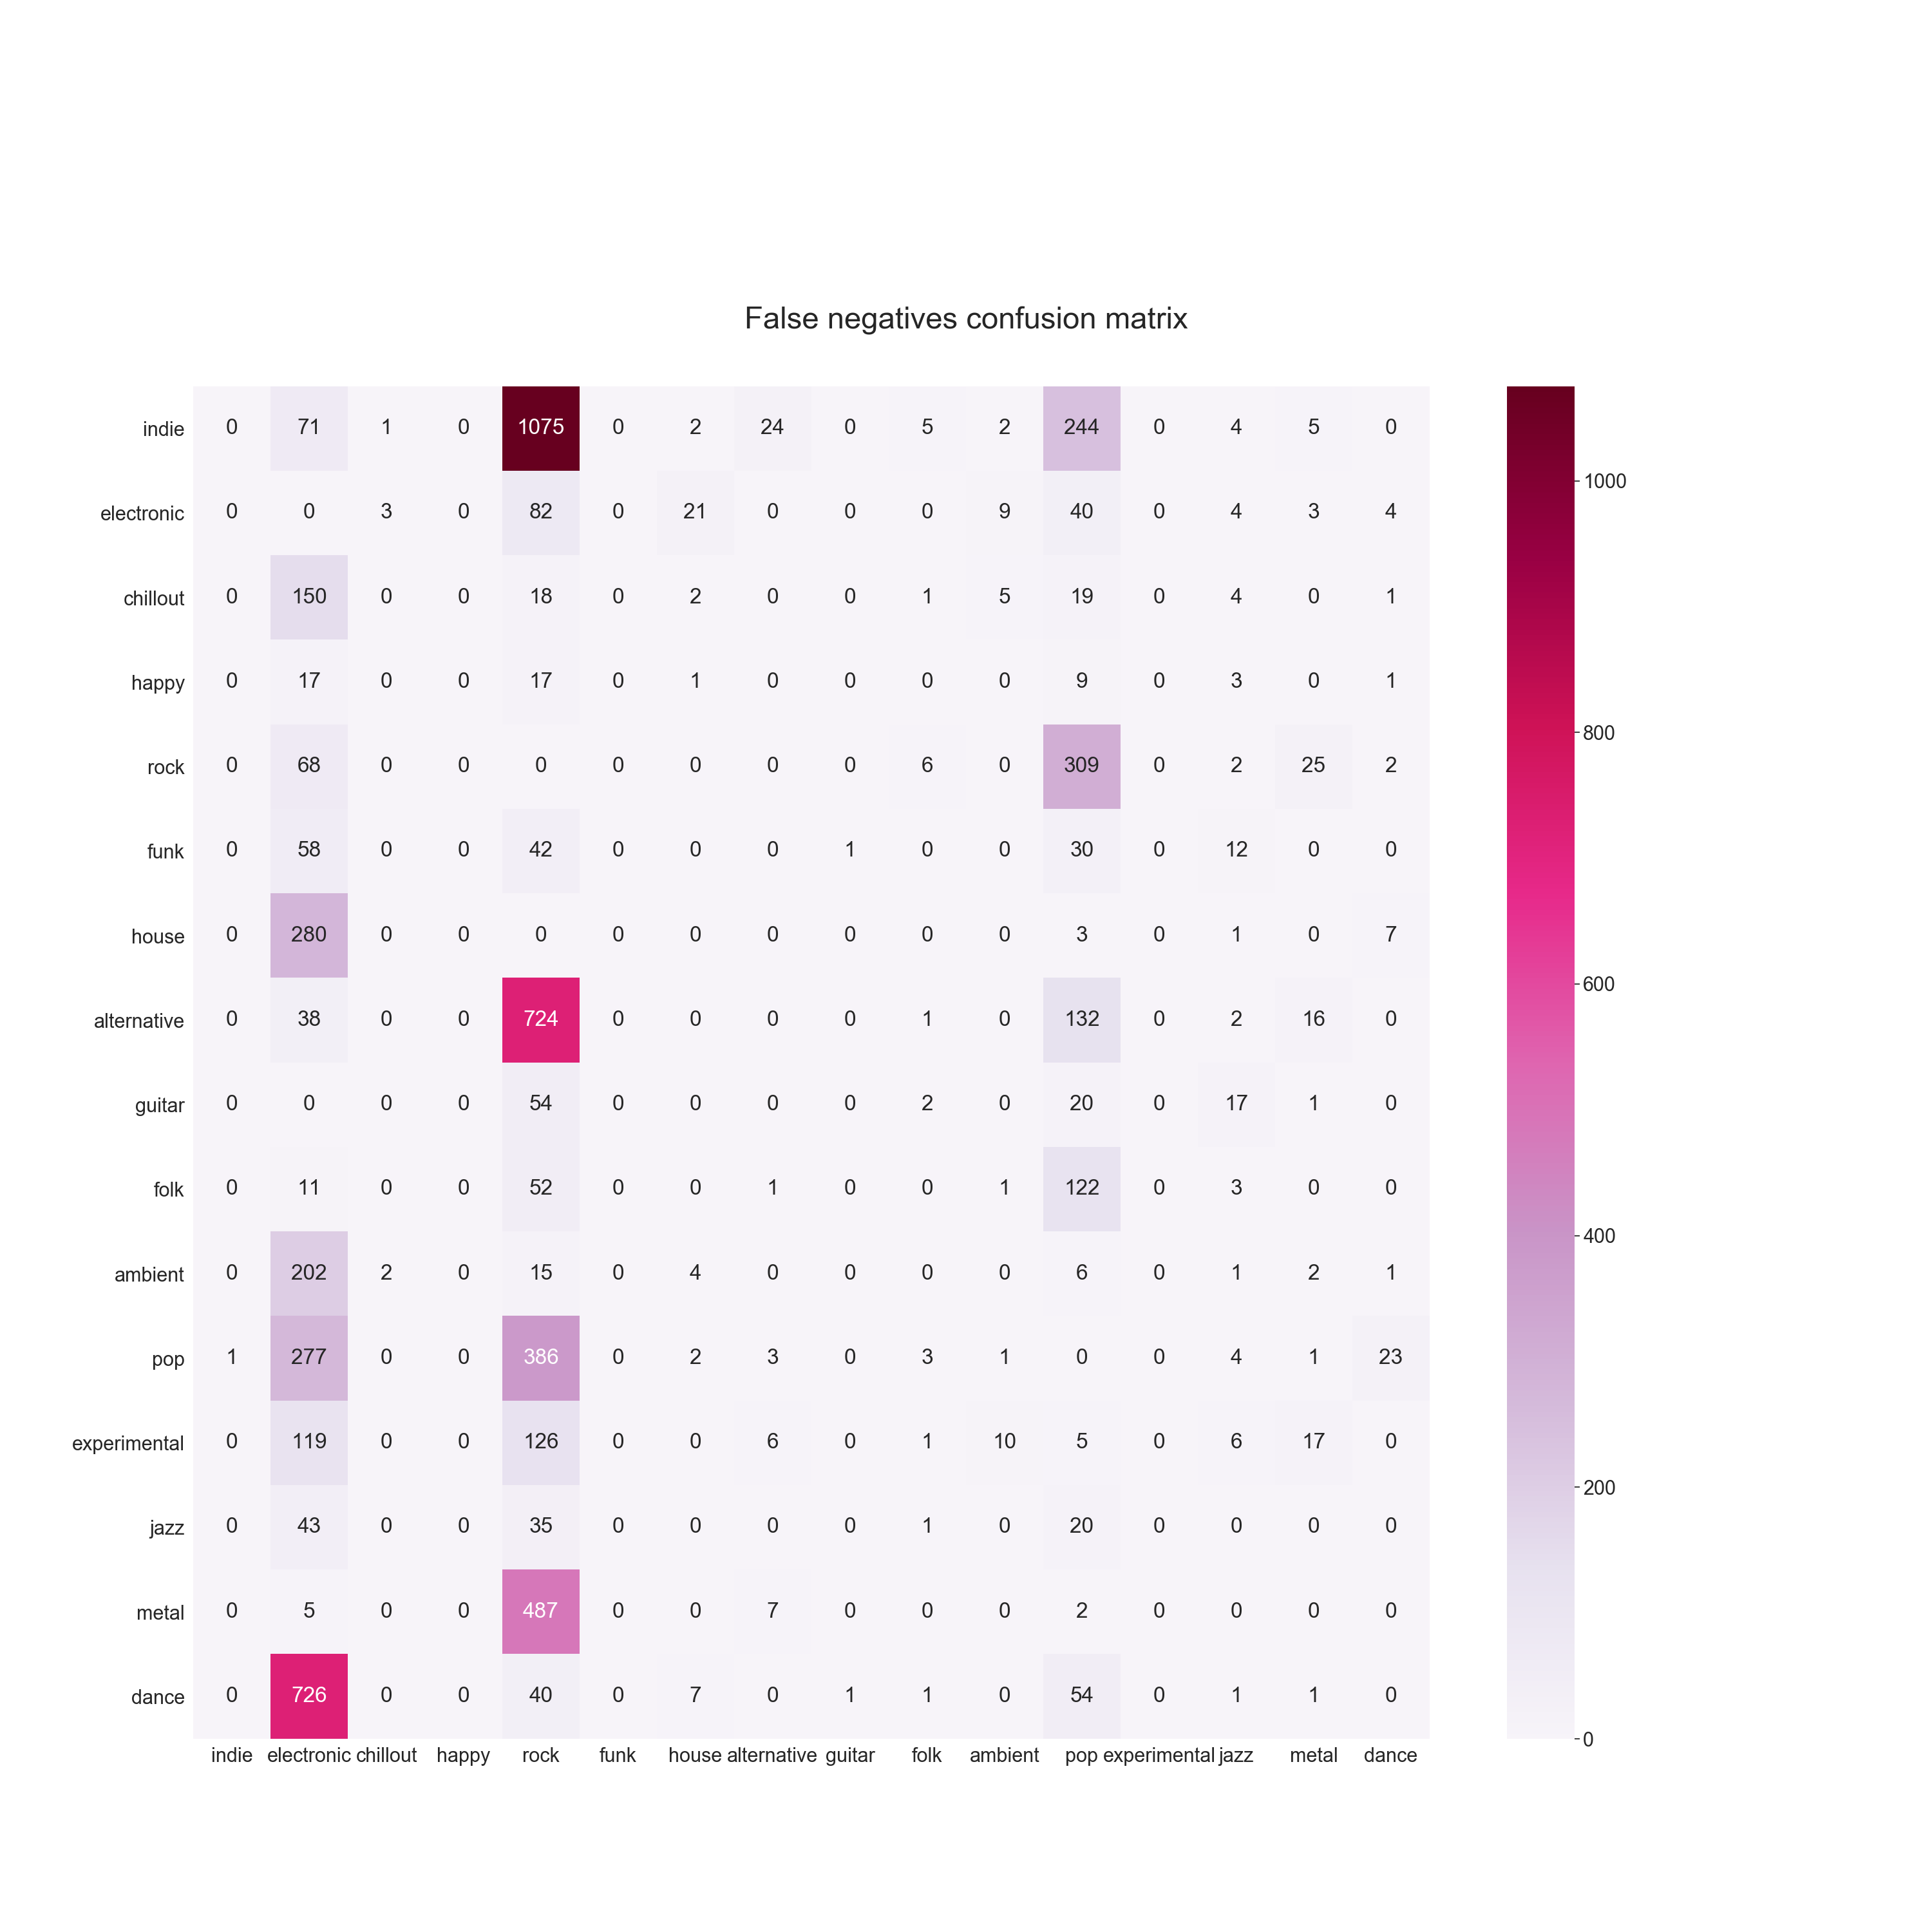 False negatives confusion matrix
indie 0 71 1 0 1075 0 2 24 0 5 2 244 0 4 5 0
electronic 0 0 3 0 82 0 21 0 0 0 9 40 0 4 3 4
chillout 0 150 0 0 18 0 2 0 0 1 5 19 0 4 0 1
happy 0 17 0 0 17 0 1 0 0 0 0 9 0 3 0 1
rock 0 68 0 0 0 0 0 0 0 6 0 309 0 2 25 2
funk 0 58 0 0 42 0 0 0 1 0 0 30 0 12 0 0
house 0 280 0 0 0 0 0 0 0 0 0 3 0 1 0 7
alternative 0 38 0 0 724 0 0 0 0 1 0 132 0 2 16 0
guitar 0 0 0 0 54 0 0 0 0 2 0 20 0 17 1 0
folk 0 11 0 0 52 0 0 1 0 0 1 122 0 3 0 0
ambient 0 202 2 0 15 0 4 0 0 0 0 6 0 1 2 1
pop 1 277 0 0 386 0 2 3 0 3 1 0 0 4 1 23
experimental 0 119 0 0 126 0 0 6 0 1 10 5 0 6 17 0
jazz 0 43 0 0 35 0 0 0 0 1 0 20 0 0 0 0
metal 0 5 0 0 487 0 0 7 0 0 0 2 0 0 0 0
dance 0 726 0 0 40 0 7 0 1 1 0 54 0 1 1 0
indie electronic chillout happy rock funk house alternative guitar folk ambient pop experimental jazz metal dance
1000
800
600
400
200
0